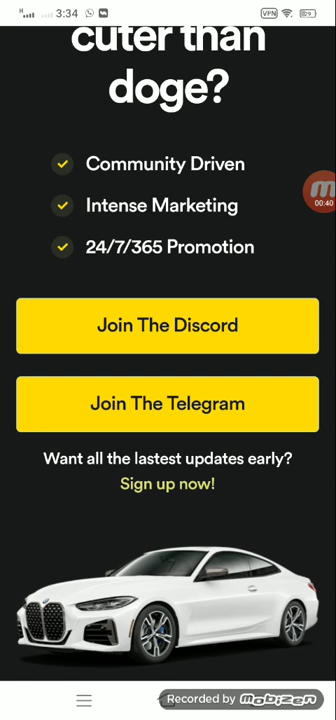 H
3:34
VPN
cuter than
doge?
Community Driven
Intense Marketing
00:40
24/7/365 Promotion
Join The Discord
Join The Telegram
Want all the lastest updates early?
Sign up now!
Recorded by MOBIZEN